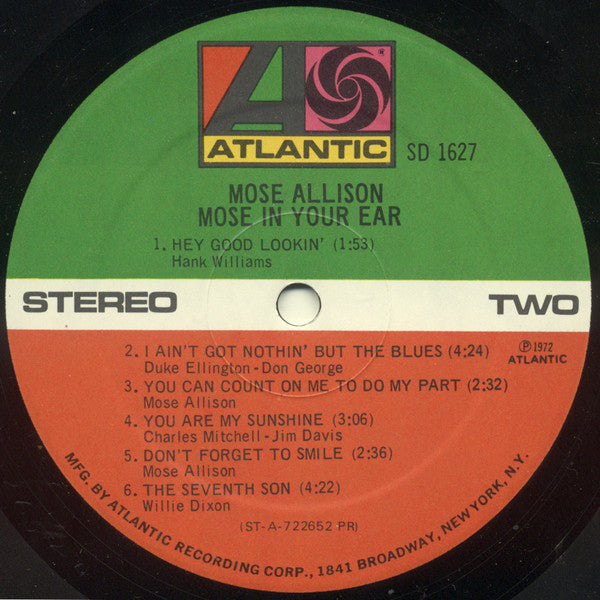 ATLANTIC
SD 1627
MOSE ALLISON
MOSE IN YOUR EAR
1. HEY GOOD LOOKIN' (1:53)
Hank Williams
STEREO TWO
2. I AIN'T GOT NOTHIN' BUT THE BLUES (4:24)
Duke Ellington-Don George
℗ 1972
ATLANTIC
3. YOU CAN COUNT ON ME TO DO MY PART (2:32)
Mose Allison
4. YOU ARE MY SUNSHINE (3:06)
Charles Mitchell-Jim Davis
5. DON'T FORGET TO SMILE (2:36)
Mose Allison
6. THE SEVENTH SON (4:22)
Willie Dixon
(ST-A-722652 PR)
MFG. BY ATLANTIC RECORDING CORP., 1841 BROADWAY, NEW YORK, N.Y.